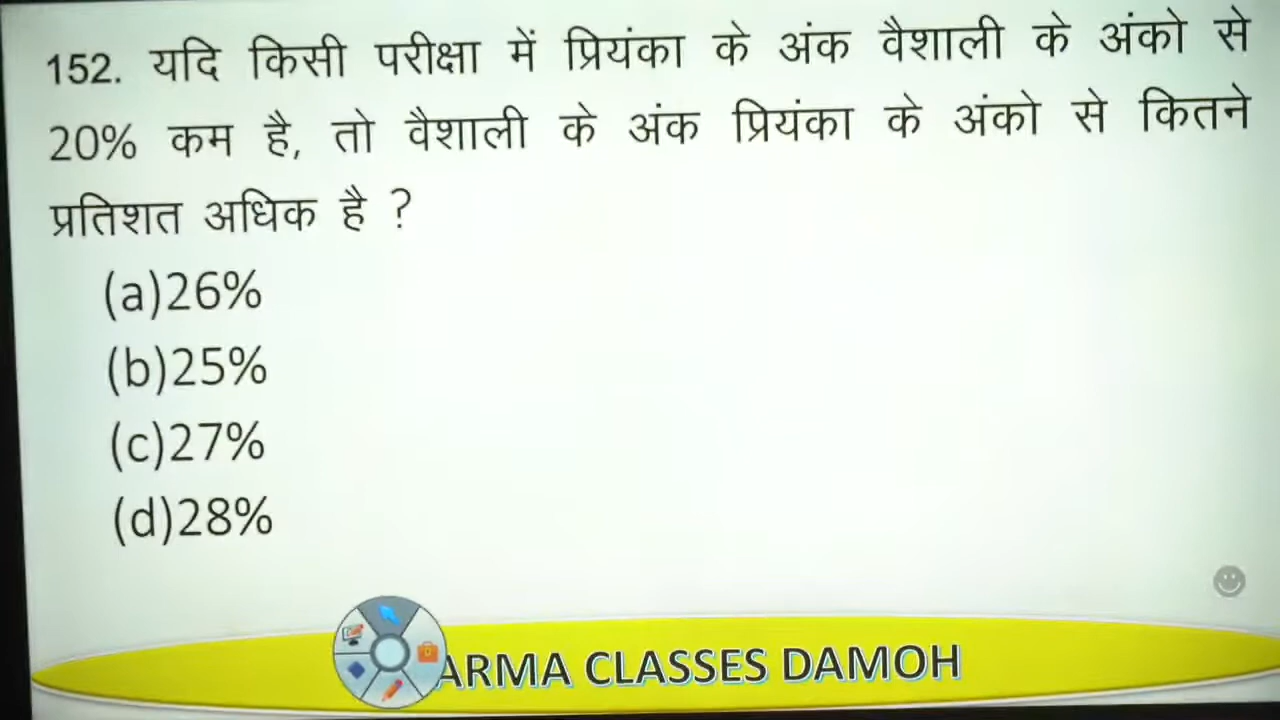 152. यदि किसी परीक्षा में प्रियंका के अंक वैशाली के अंको से
20% कम है, तो वैशाली के अंक प्रियंका के अंको से कितने
प्रतिशत अधिक है ?
(a)26%
(b)25%
(c)27%
(d)28%
ARMA CLASSES DAMOH